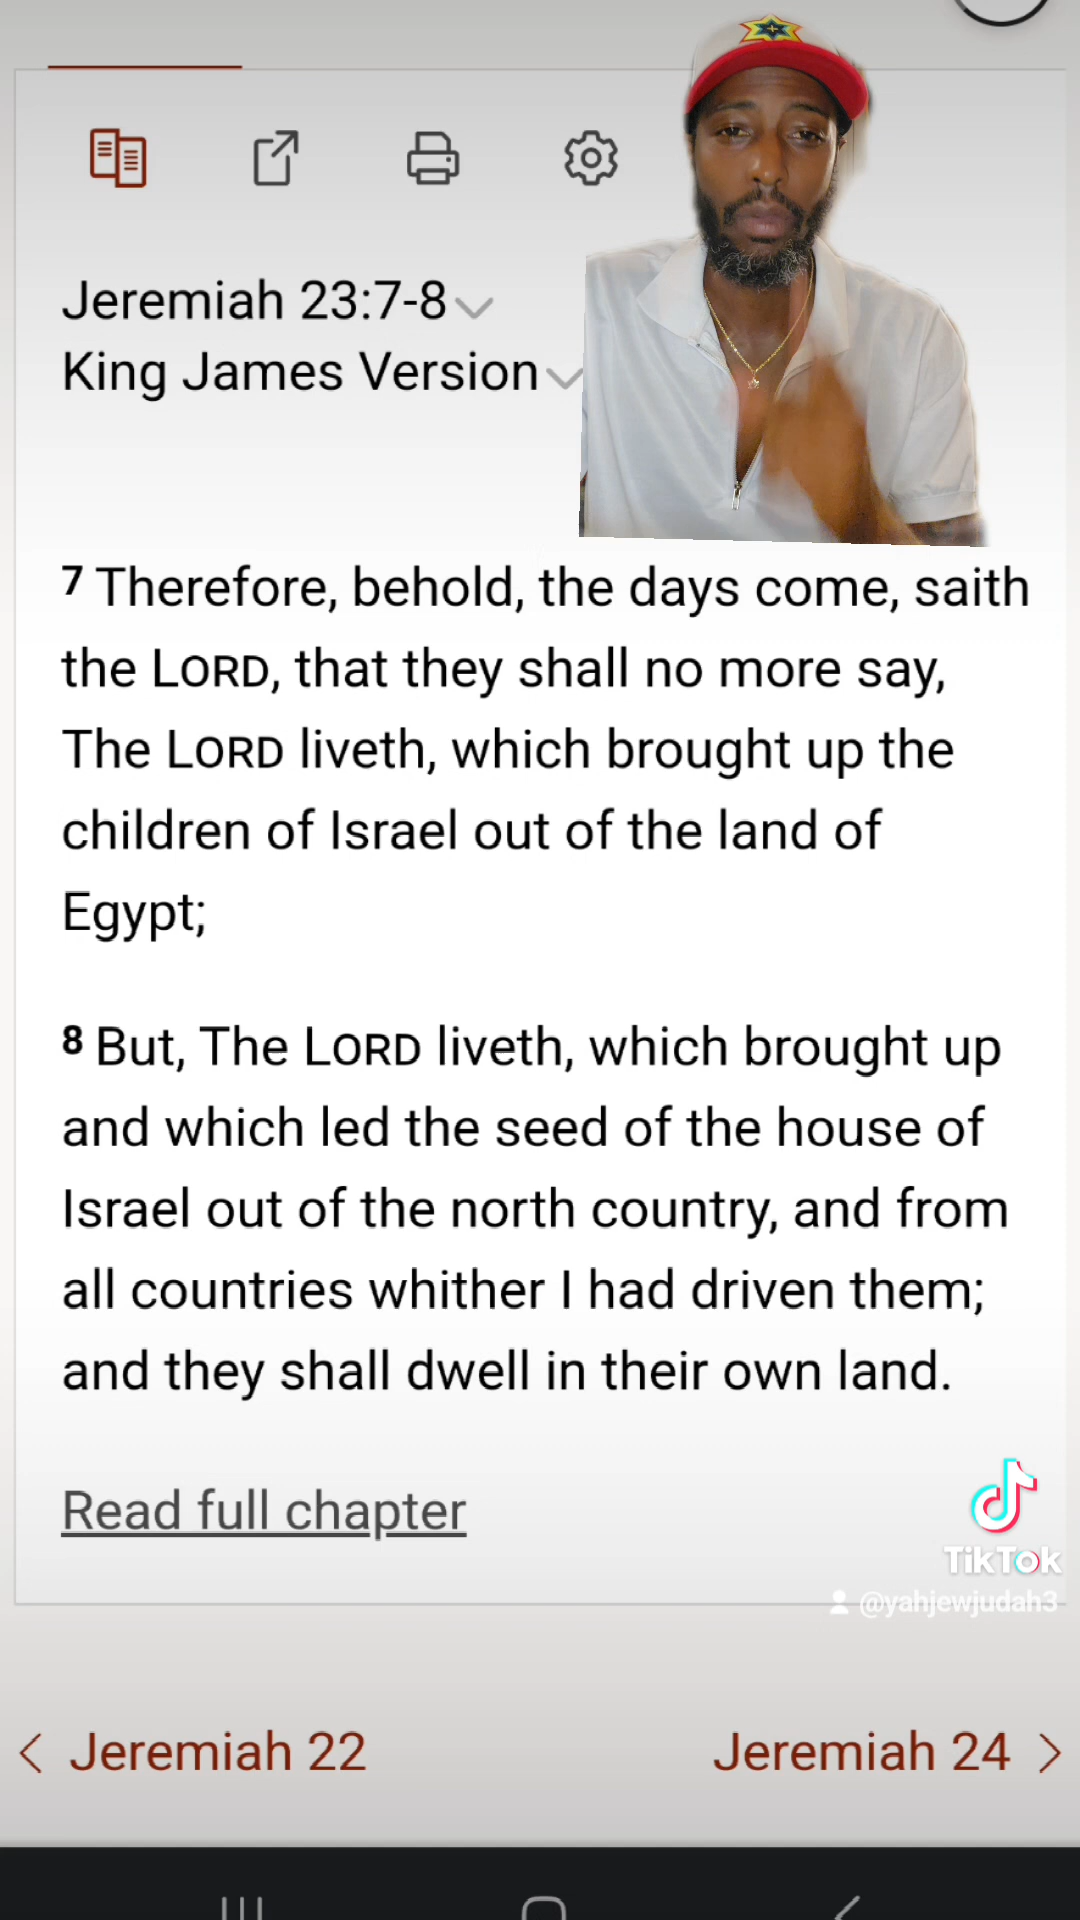 Jeremiah 23:7-8
King James Version
7 Therefore, behold, the days come, saith
the LORD, that they shall no more say,
The LORD liveth, which brought up the
children of Israel out of the land of
Egypt;
8 But, The LORD liveth, which brought up
and which led the seed of the house of
Israel out of the north country, and from
all countries whither I had driven them;
and they shall dwell in their own land.
Read full chapter
TikTok
@yahjewjudah3
Jeremiah 22
Jeremiah 24